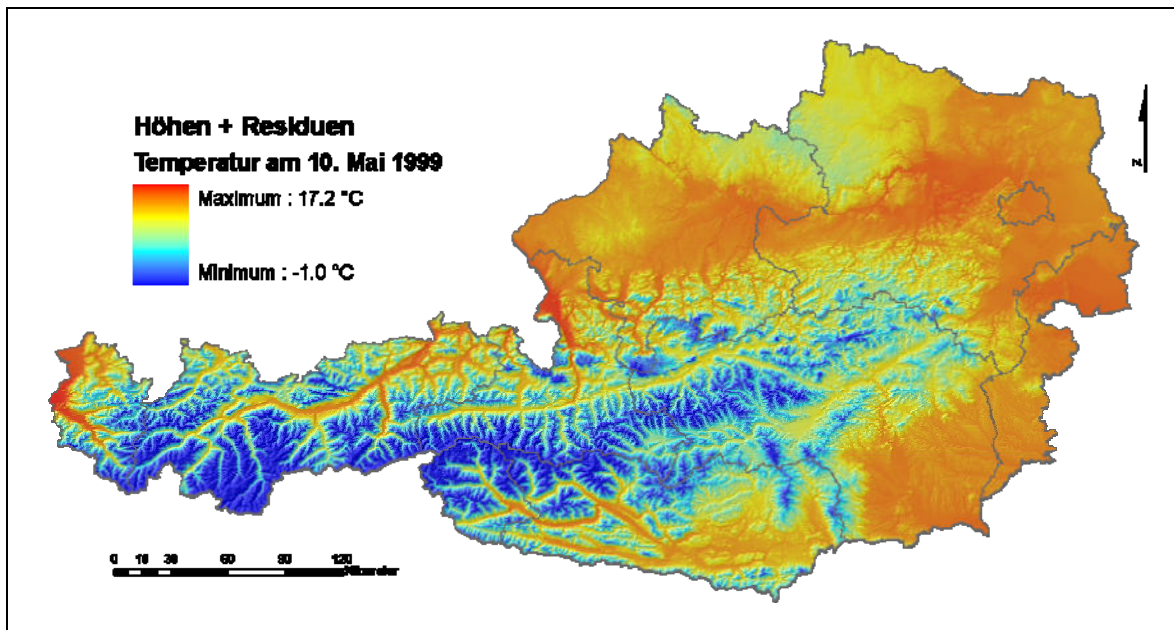 Höhen + Residuen
Temperatur am 10. Mai 1999
Maximum : 17.2 °C
Minimum : -1.0 °C
N
0 15 30 60 90 120
Kilometer